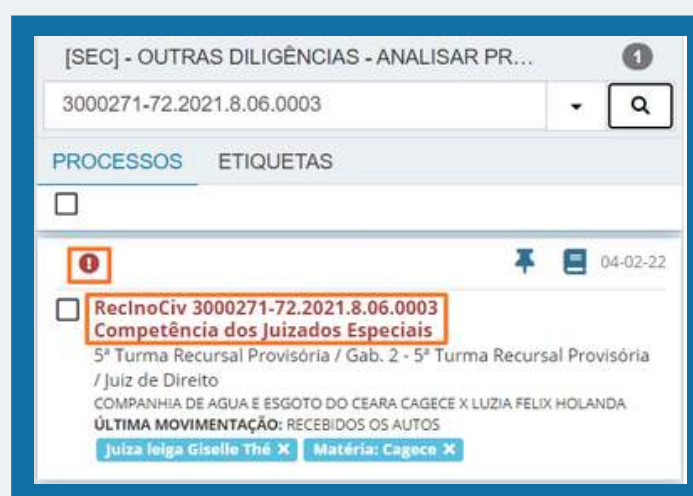 [SEC] - OUTRAS DILIGÊNCIAS - ANALISAR PR...
1
3000271-72.2021.8.06.0003
PROCESSOS ETIQUETAS
04-02-22
RecInoCiv 3000271-72.2021.8.06.0003
Competência dos Juizados Especiais
5ª Turma Recursal Provisória / Gab. 2 - 5ª Turma Recursal Provisória
/ Juiz de Direito
COMPANHIA DE AGUA E ESGOTO DO CEARA CAGECE X LUZIA FELIX HOLANDA
ÚLTIMA MOVIMENTAÇÃO: RECEBIDOS OS AUTOS
Juiza leiga Giselle Thé ✕ Matéria: Cagece ✕